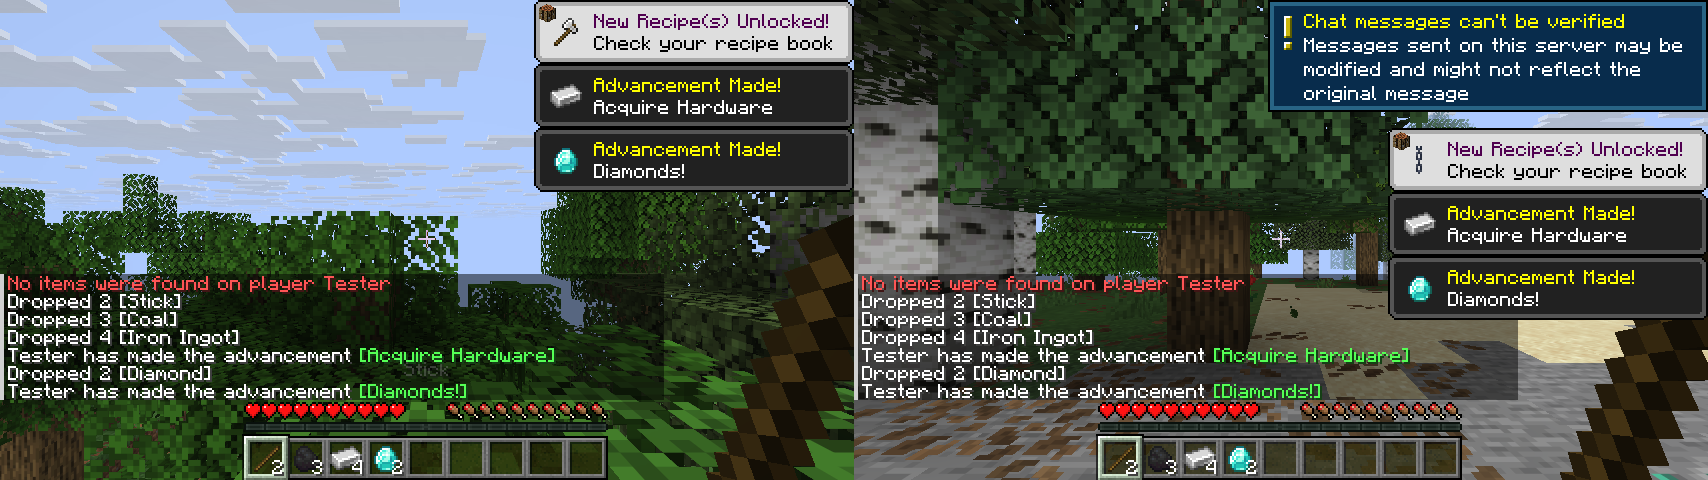 New Recipe(s) Unlocked!
Check your recipe book
Advancement Made!
Acquire Hardware
Advancement Made!
Diamonds!
No items were found on player Tester
Dropped 2 [Stick]
Dropped 3 [Coal]
Dropped 4 [Iron Ingot]
Tester has made the advancement [Acquire Hardware]
Dropped 2 [Diamond]
Stick
Tester has made the advancement [Diamonds!]
2 3 4 2
Chat messages can't be verified
Messages sent on this server may be
modified and might not reflect the
original message
New Recipe(s) Unlocked!
Check your recipe book
Advancement Made!
Acquire Hardware
Advancement Made!
Diamonds!
No items were found on player Tester
Dropped 2 [Stick]
Dropped 3 [Coal]
Dropped 4 [Iron Ingot]
Tester has made the advancement [Acquire Hardware]
Dropped 2 [Diamond]
Tester has made the advancement [Diamonds!]
2 3 4 2